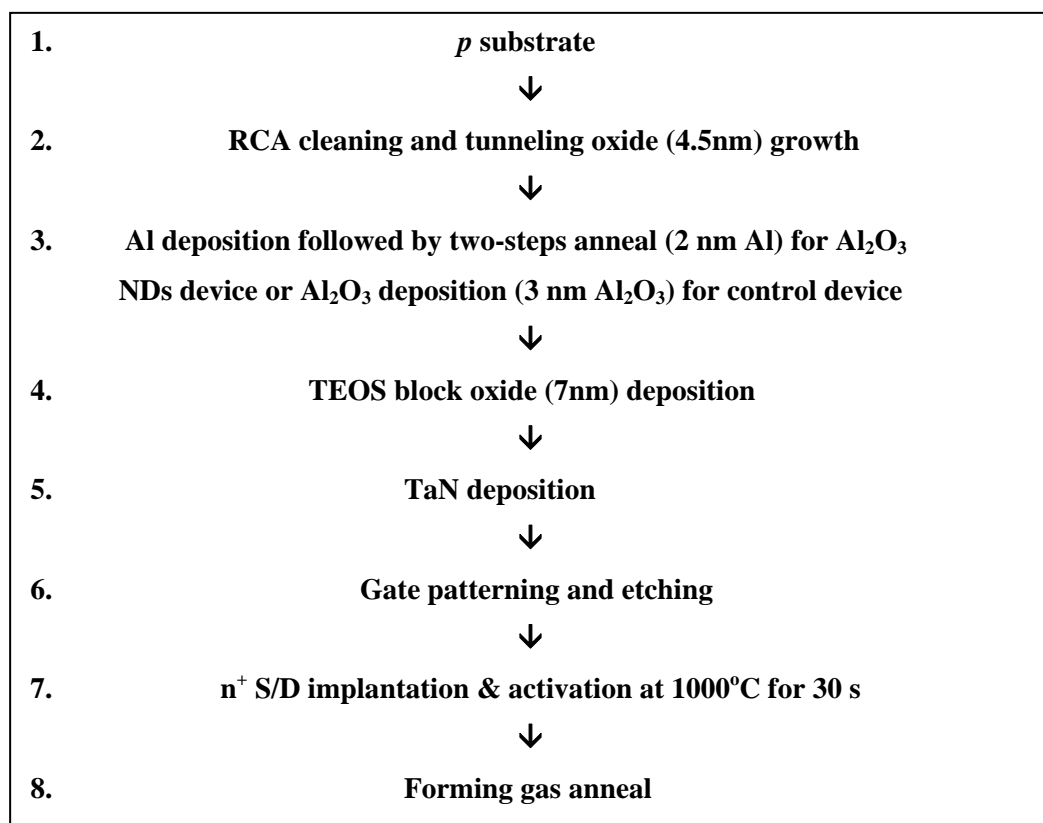 1. p substrate
↓
2. RCA cleaning and tunneling oxide (4.5nm) growth
↓
3. Al deposition followed by two-steps anneal (2 nm Al) for Al₂O₃
NDs device or Al₂O₃ deposition (3 nm Al₂O₃) for control device
↓
4. TEOS block oxide (7nm) deposition
↓
5. TaN deposition
↓
6. Gate patterning and etching
↓
7. n⁺ S/D implantation & activation at 1000°C for 30 s
↓
8. Forming gas anneal